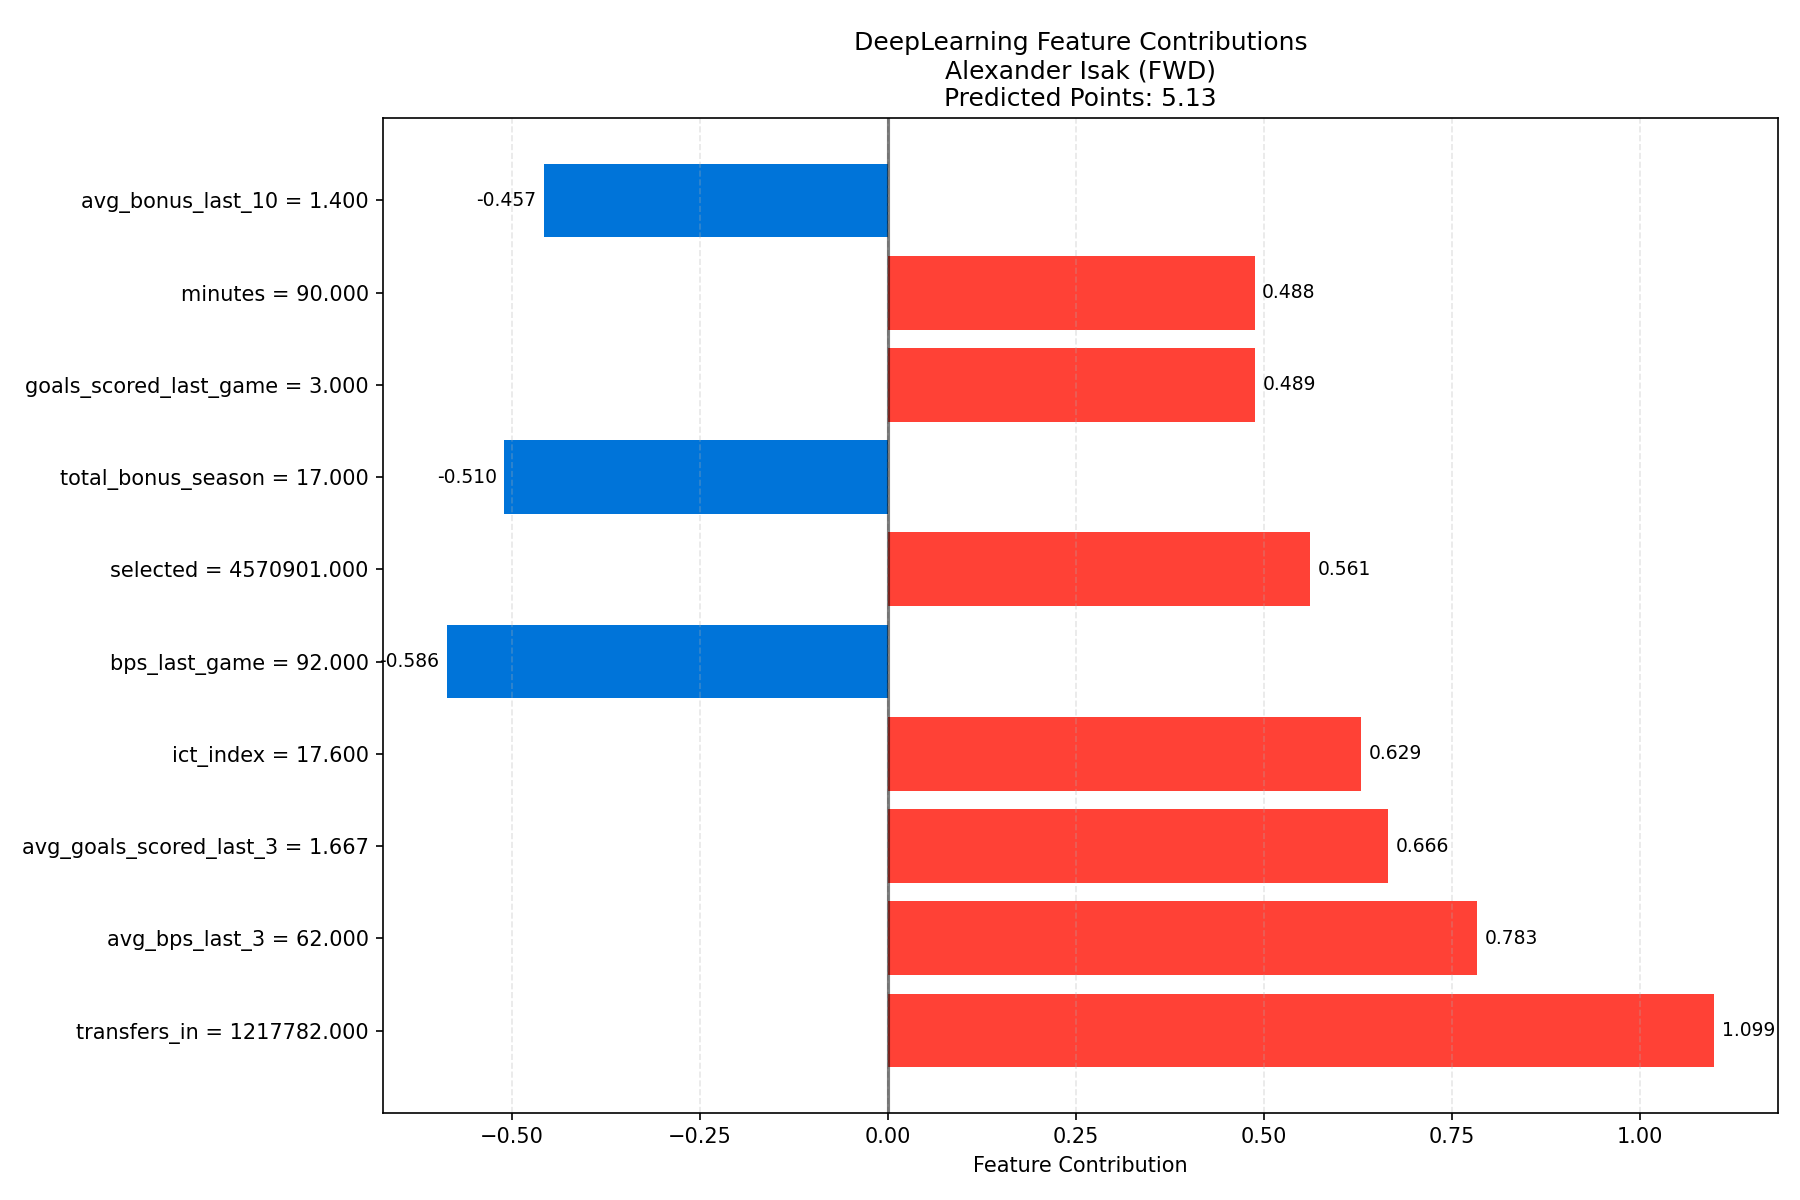 DeepLearning Feature Contributions
Alexander Isak (FWD)
Predicted Points: 5.13
avg_bonus_last_10 = 1.400
-0.457
minutes = 90.000
0.488
goals_scored_last_game = 3.000
0.489
total_bonus_season = 17.000
-0.510
selected = 4570901.000
0.561
bps_last_game = 92.000
-0.586
ict_index = 17.600
0.629
avg_goals_scored_last_3 = 1.667
0.666
avg_bps_last_3 = 62.000
0.783
transfers_in = 1217782.000
1.099
−0.50 −0.25 0.00 0.25 0.50 0.75 1.00
Feature Contribution